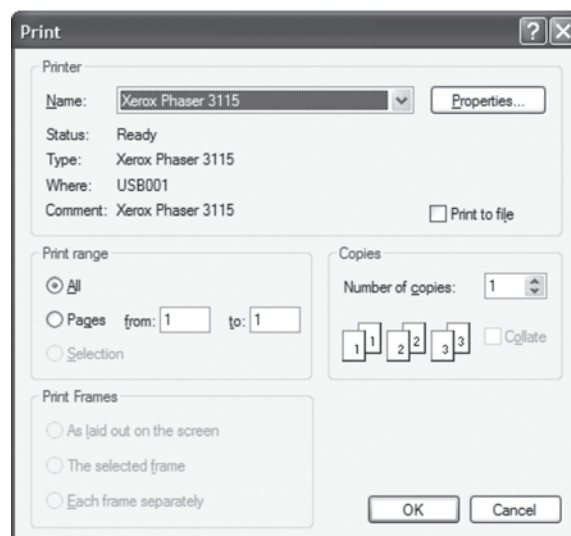 Print
Printer
Name: Xerox Phaser 3115 Properties...
Status: Ready
Type: Xerox Phaser 3115
Where: USB001
Comment: Xerox Phaser 3115 Print to file
Print range
All
Pages from: 1 to: 1
Selection
Copies
Number of copies: 1
1 1 2 2 3 3 Collate
Print Frames
As laid out on the screen
The selected frame
Each frame separately
OK Cancel